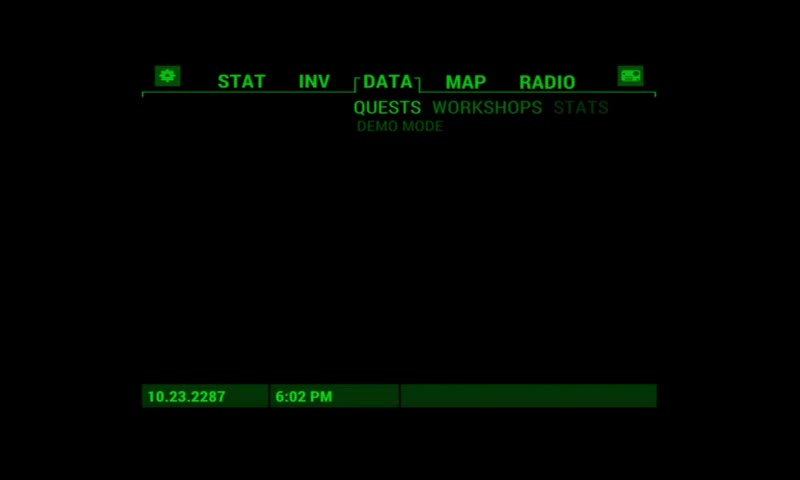 STAT INV DATA MAP RADIO
QUESTS WORKSHOPS STATS
DEMO MODE
10.23.2287 6:02 PM